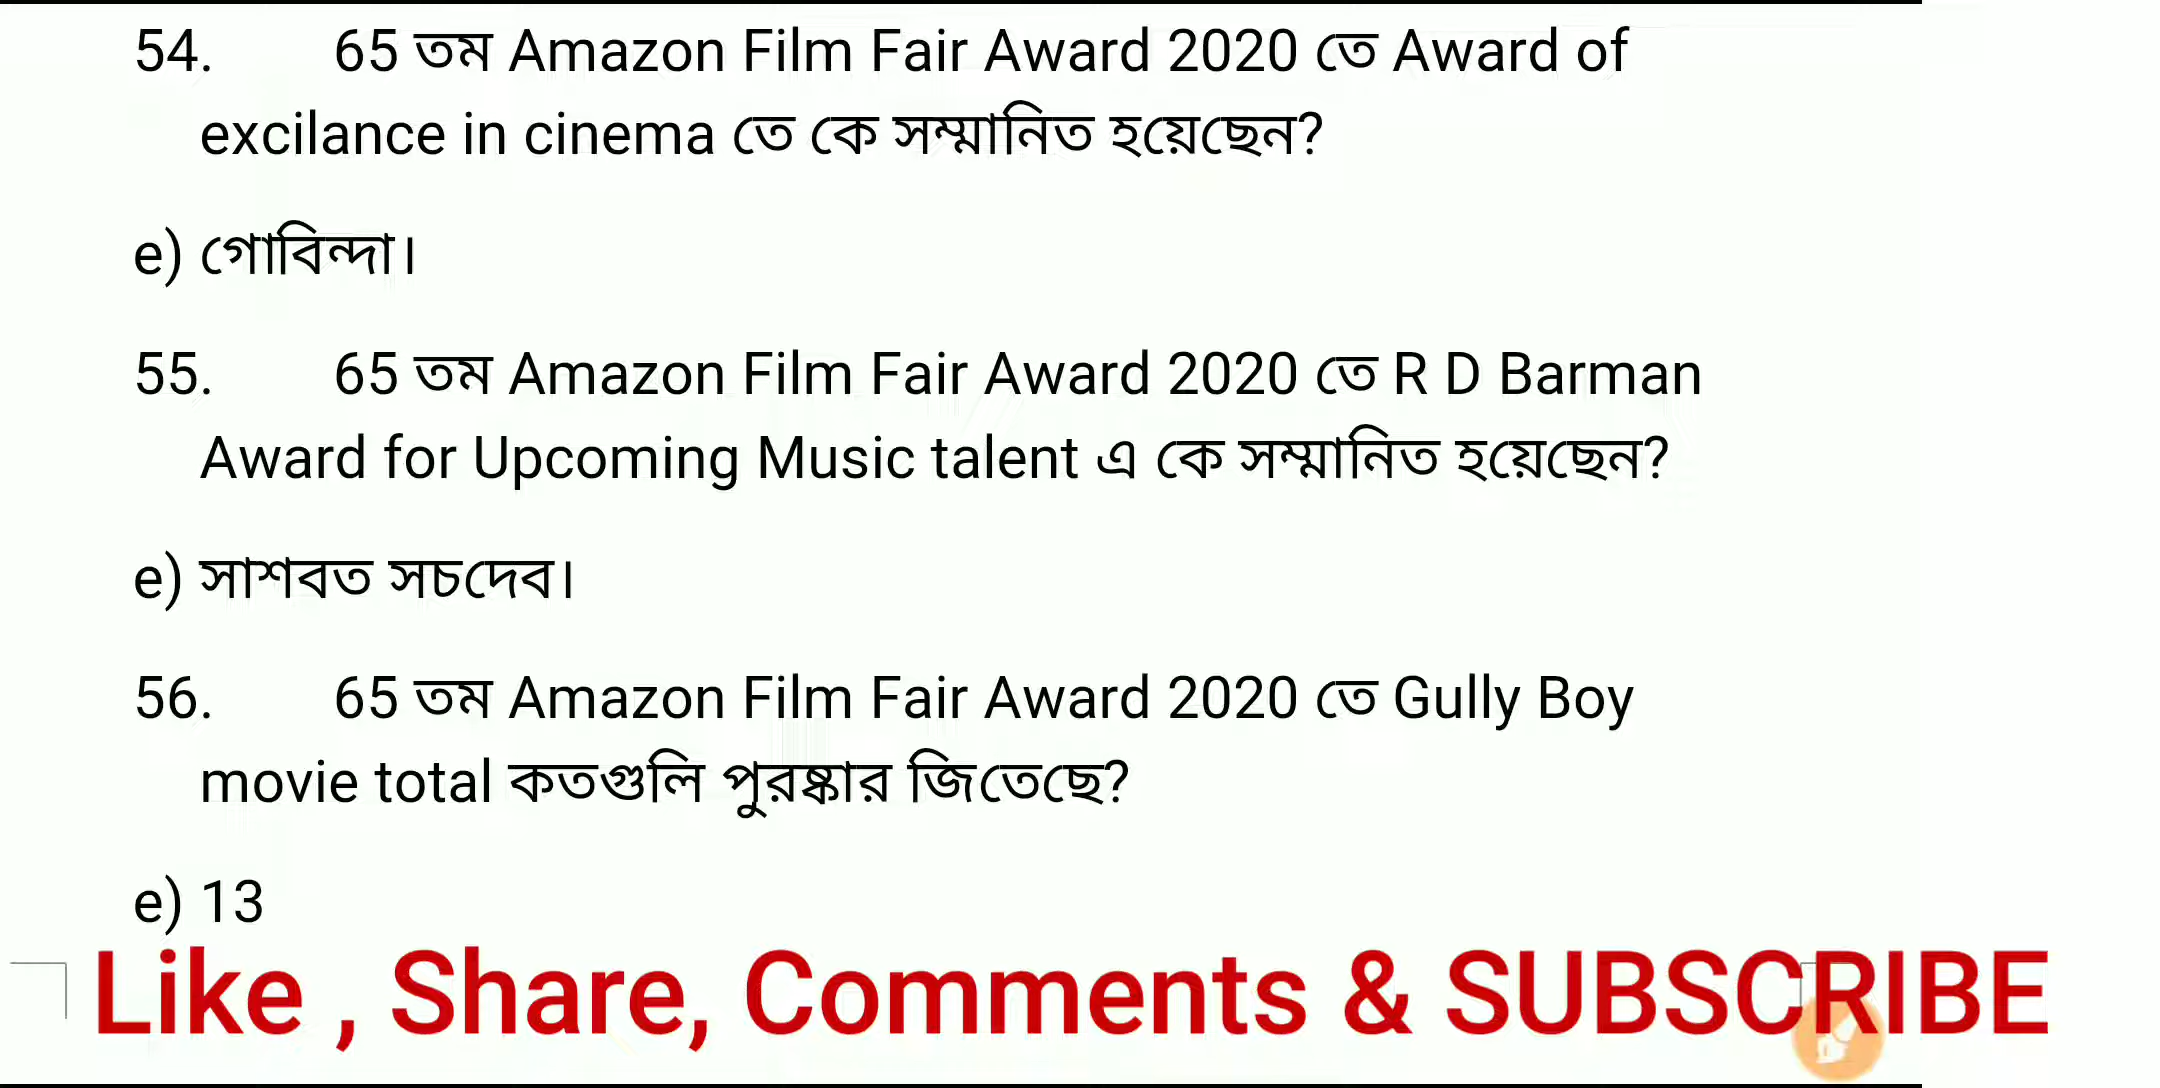 54. 65 তম Amazon Film Fair Award 2020 তে Award of
excilance in cinema তে কে সম্মানিত হয়েছেন?
e) গোবিন্দা।
55. 65 তম Amazon Film Fair Award 2020 তে R D Barman
Award for Upcoming Music talent এ কে সম্মানিত হয়েছেন?
e) সাশবত সচদেব।
56. 65 তম Amazon Film Fair Award 2020 তে Gully Boy
movie total কতগুলি পুরষ্কার জিতেছে?
e) 13
Like , Share, Comments & SUBSCRIBE